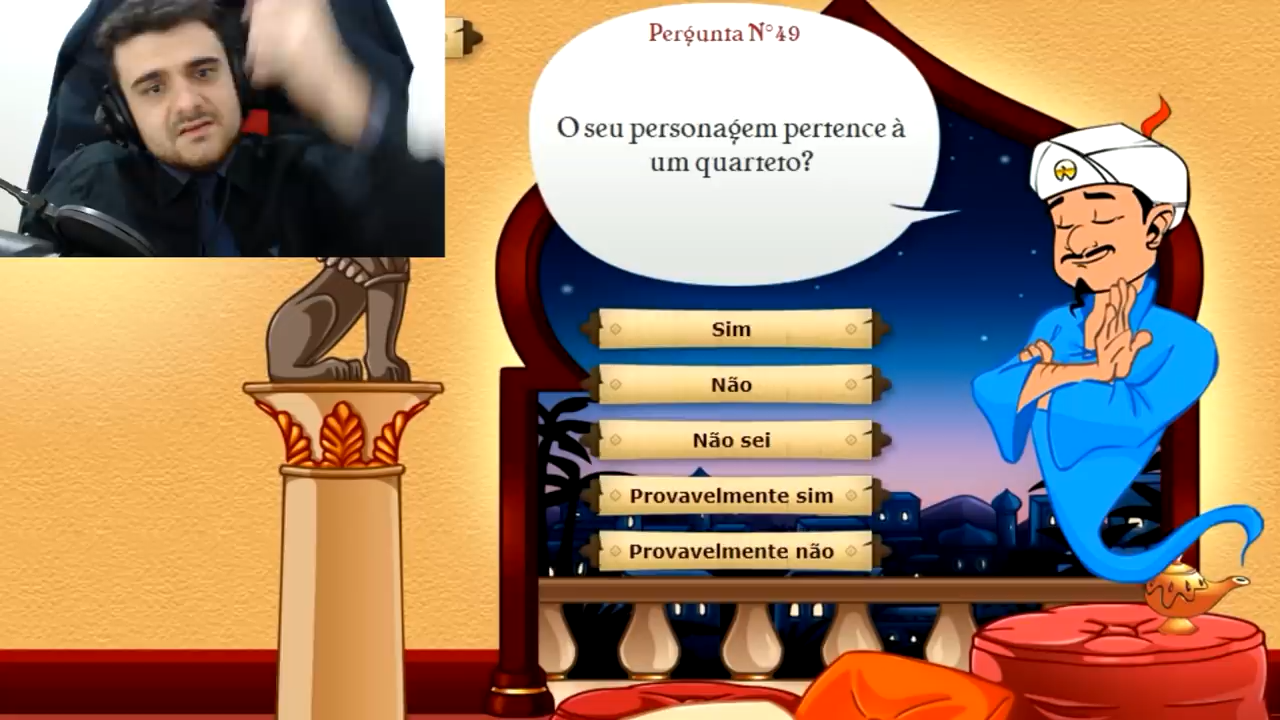 Pergunta N°49
O seu personagem pertence à
um quarteto?
Sim
Não
Não sei
Provavelmente sim
Provavelmente não